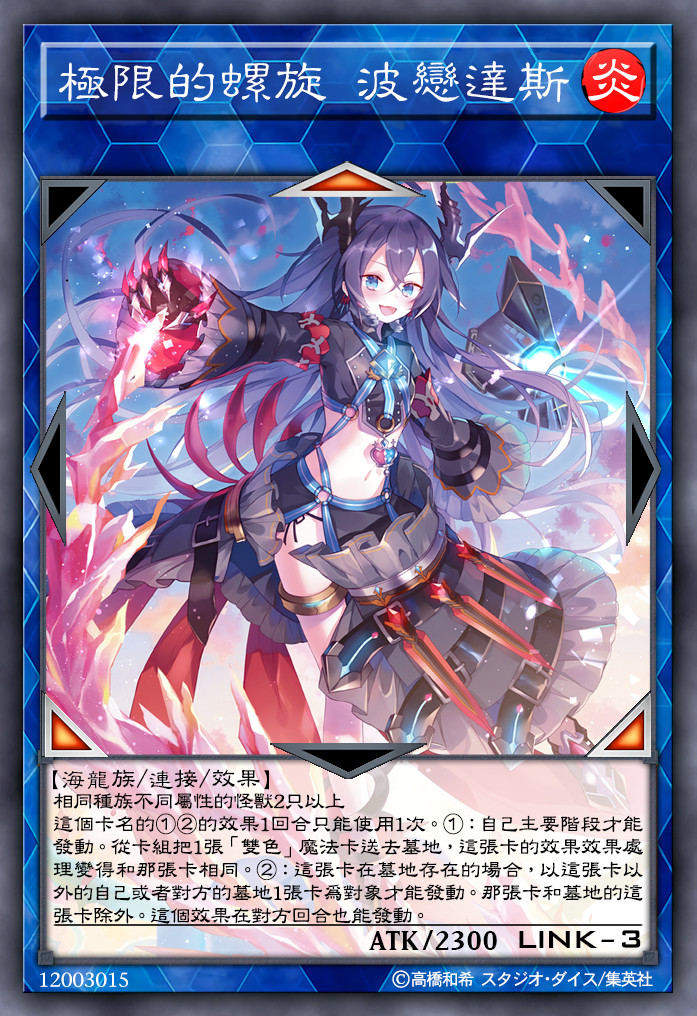 極限的螺旋 波戀達斯 炎
【海龍族/連接/效果】
相同種族不同屬性的怪獸2只以上
這個卡名的①②的效果1回合只能使用1次。①：自己主要階段才能
發動。從卡組把1張「雙色」魔法卡送去墓地，這張卡的效果效果處
理變得和那張卡相同。②：這張卡在墓地存在的場合，以這張卡以
外的自己或者對方的墓地1張卡爲對象才能發動。那張卡和墓地的這
張卡除外。這個效果在對方回合也能發動。
ATK/2300 LINK-3
12003015 ©高橋和希 スタジオ・ダイス/集英社